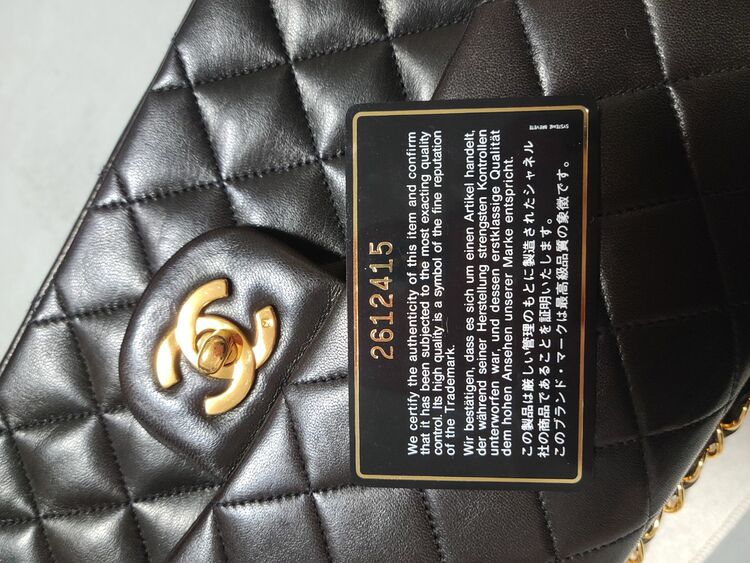 2612415
We certify the authenticity of this item and confirm
that it has been subjected to the most exacting quality
control. Its high quality is a symbol of the fine reputation
of the Trademark.
Wir bestätigen, dass es sich um einen Artikel handelt,
der während seiner Herstellung strengsten Kontrollen
unterworfen war, und dessen erstklassige Qualität
dem hohen Ansehen unserer Marke entspricht.
この製品は厳しい管理のもとに製造されたシャネル
社の商品であることを証明いたします。
このブランド・マークは最高級品質の象徴です。
SYSTEME BREVETE